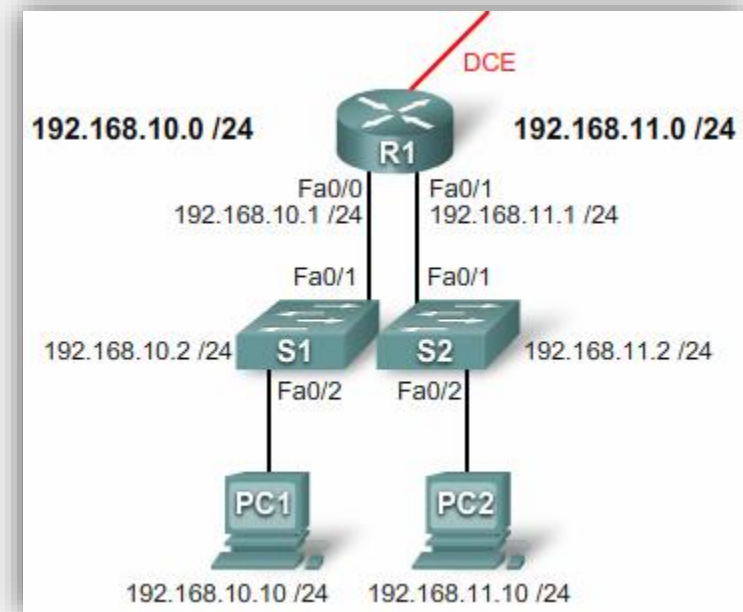 DCE
192.168.10.0 /24
192.168.11.0 /24
R1
Fa0/0
Fa0/1
192.168.10.1 /24
192.168.11.1 /24
Fa0/1
Fa0/1
192.168.10.2 /24
S1
S2
192.168.11.2 /24
Fa0/2
Fa0/2
PC1
PC2
192.168.10.10 /24
192.168.11.10 /24